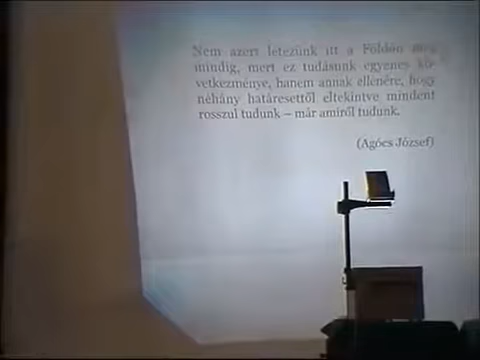 Nem azért létezünk itt a Földön még
mindig, mert ez tudásunk egyenes kö-
vetkezménye, hanem annak ellenére, hogy
néhány határesettől eltekintve mindent
rosszul tudunk – már amiről tudunk.
(Agócs József)